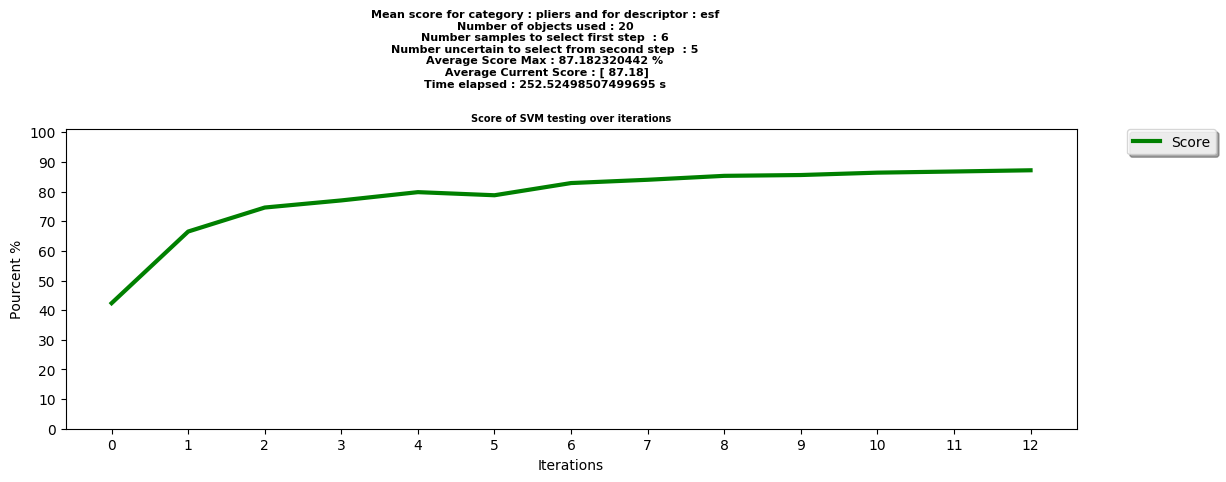 Mean score for category : pliers and for descriptor : esf
Number of objects used : 20
Number samples to select first step  : 6
Number uncertain to select from second step  : 5
Average Score Max : 87.182320442 %
Average Current Score : [ 87.18]
Time elapsed : 252.52498507499695 s
Score of SVM testing over iterations
100
90
80
70
60
50
40
30
20
10
0
Pourcent %
0 1 2 3 4 5 6 7 8 9 10 11 12
Iterations
Score